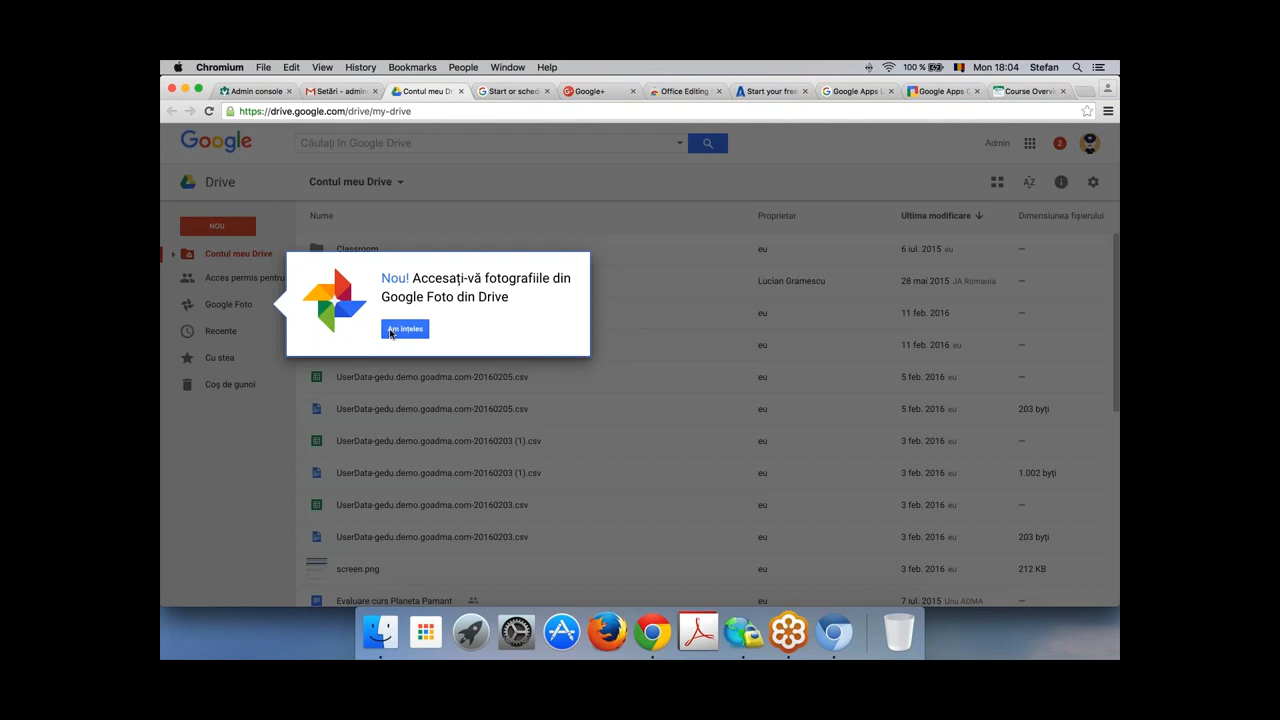 Chromium File Edit View History Bookmarks People Window Help 100 % Mon 18:04 Stefan
Admin console Setări - admin Contul meu Dr Start or sched Google+ Office Editing Start your free Google Apps L Google Apps C Course Overvi
https://drive.google.com/drive/my-drive
Google Căutați în Google Drive Admin 2
Drive Contul meu Drive
NOU
Contul meu Drive
Acces permis pentru
Google Foto
Recente
Cu stea
Coș de gunoi
Nume Proprietar Ultima modificare Dimensiunea fișierului
Classroom eu 6 iul. 2015 eu —
Lucian Gramescu 28 mai 2015 JA Romania —
eu 11 feb. 2016 —
eu 11 feb. 2016 eu —
Nou! Accesați-vă fotografiile din
Google Foto din Drive
Am înțeles
UserData-gedu.demo.goadma.com-20160205.csv eu 5 feb. 2016 eu —
UserData-gedu.demo.goadma.com-20160205.csv eu 5 feb. 2016 eu 203 byți
UserData-gedu.demo.goadma.com-20160203 (1).csv eu 3 feb. 2016 eu —
UserData-gedu.demo.goadma.com-20160203 (1).csv eu 3 feb. 2016 eu 1.002 byți
UserData-gedu.demo.goadma.com-20160203.csv eu 3 feb. 2016 eu —
UserData-gedu.demo.goadma.com-20160203.csv eu 3 feb. 2016 eu 203 byți
screen.png eu 3 feb. 2016 eu 212 KB
Evaluare curs Planeta Pamant eu 7 iul. 2015 Unu ADMA —